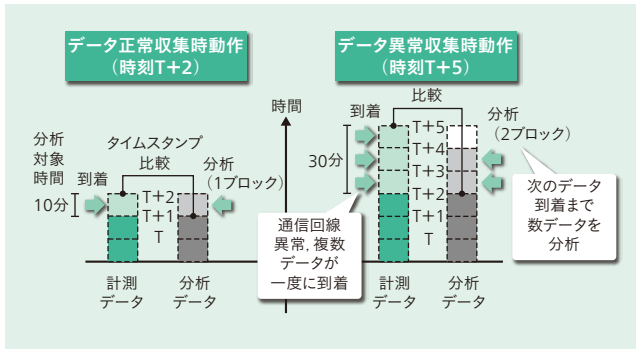 データ正常収集時動作
（時刻T＋2）
分析
対象
時間
10分
到着
タイムスタンプ
比較
分析
（1ブロック）
T＋2
T＋1
T
計測
データ
分析
データ
時間
データ異常収集時動作
（時刻T＋5）
比較
到着
30分
T＋5
T＋4
T＋3
T＋2
T＋1
T
分析
（2ブロック）
通信回線
異常，複数
データが
一度に到着
次のデータ
到着まで
数データを
分析
計測
データ
分析
データ